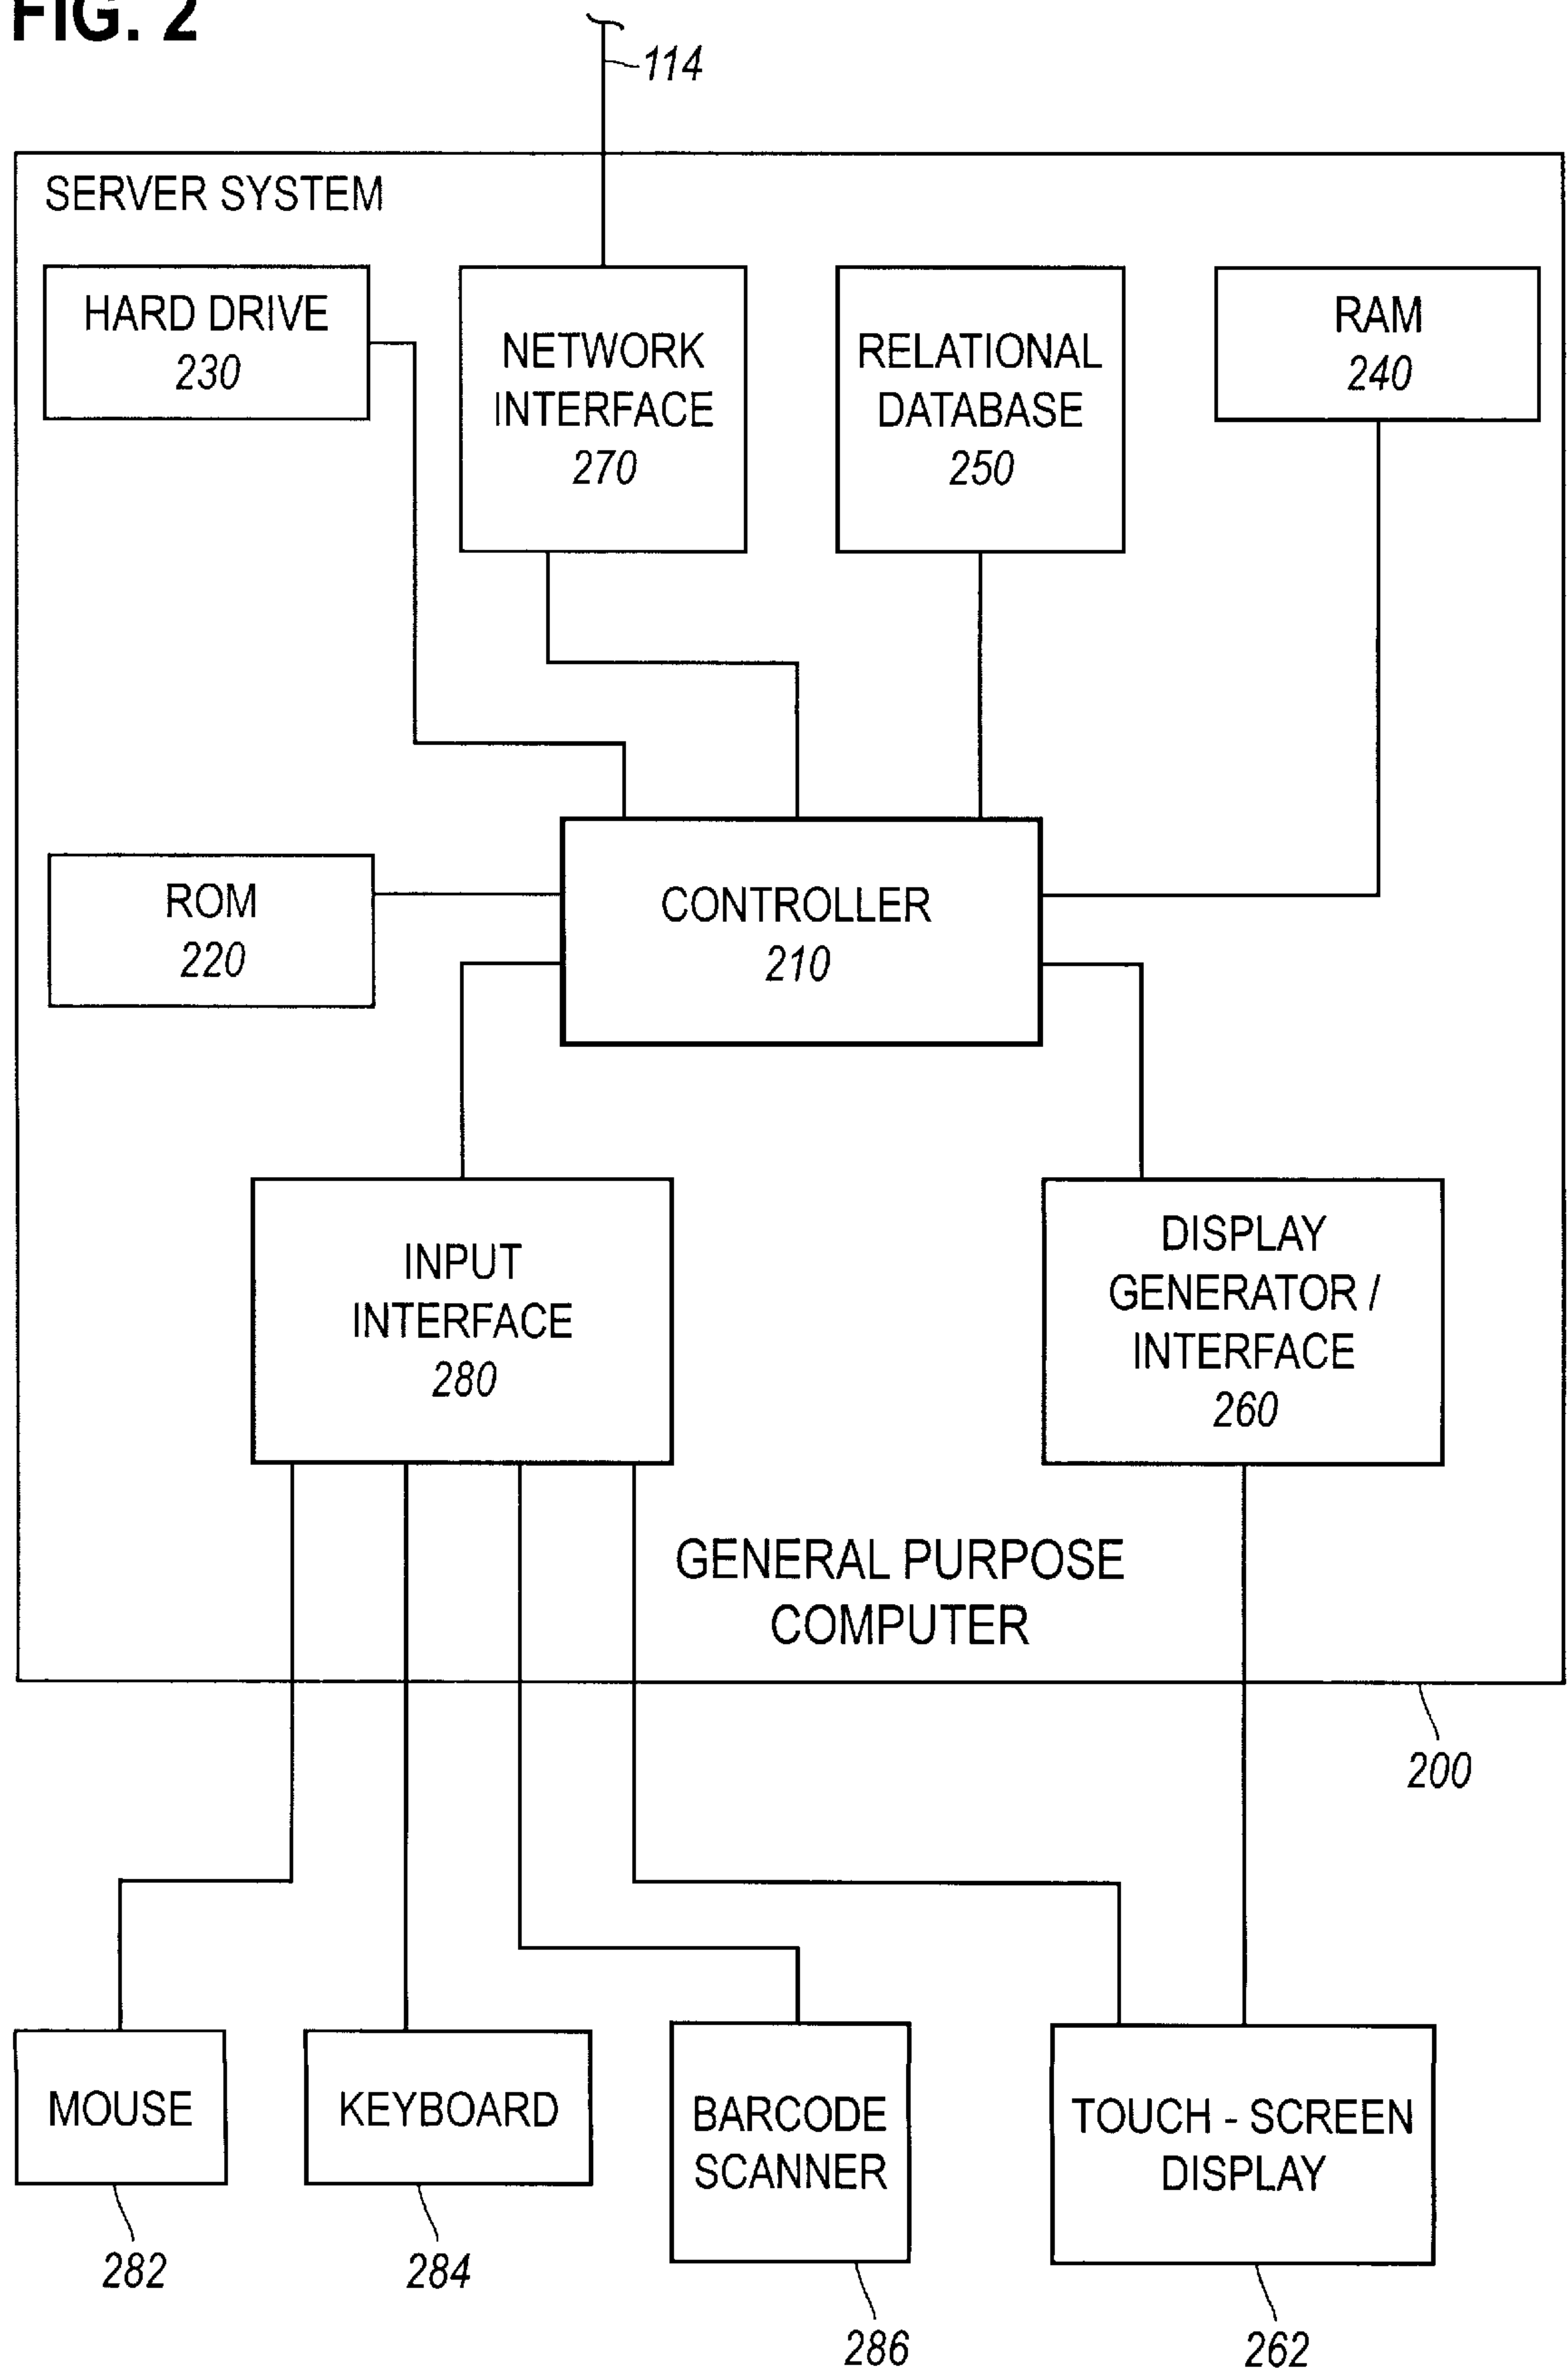 FIG. 2
114
SERVER SYSTEM
HARD DRIVE
230
NETWORK
INTERFACE
270
RELATIONAL
DATABASE
250
RAM
240
ROM
220
CONTROLLER
210
INPUT
INTERFACE
280
DISPLAY
GENERATOR /
INTERFACE
260
GENERAL PURPOSE
COMPUTER
200
MOUSE
282
KEYBOARD
284
BARCODE
SCANNER
286
TOUCH - SCREEN
DISPLAY
262